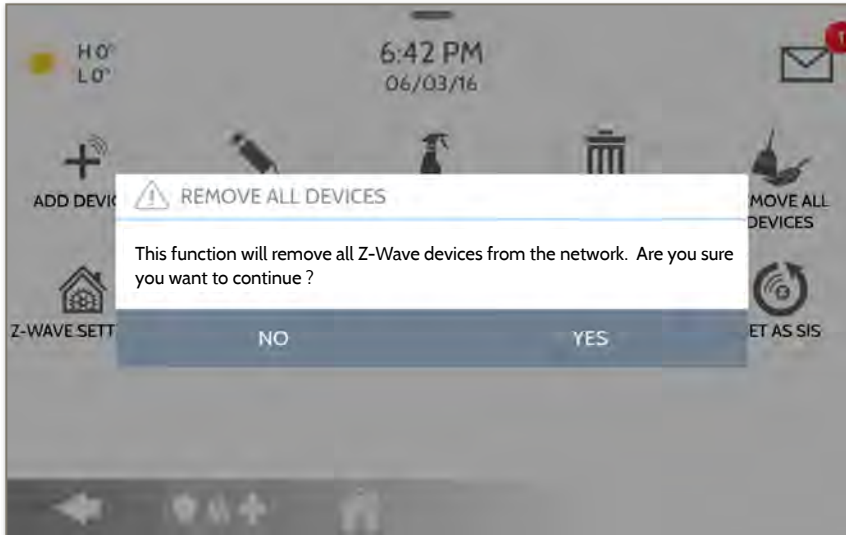 H 0°
L 0°
6:42 PM
06/03/16
1
ADD DEVIC
MOVE ALL
DEVICES
REMOVE ALL DEVICES
This function will remove all Z-Wave devices from the network. Are you sure
you want to continue ?
Z-WAVE SETT
ET AS SIS
NO
YES